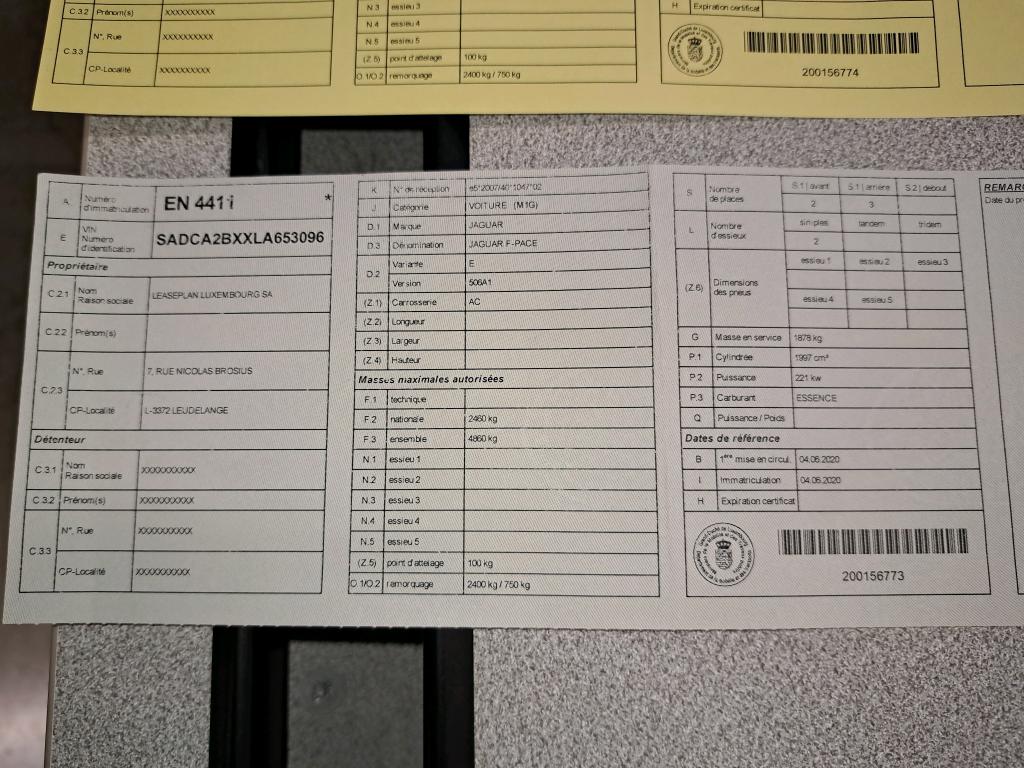 C.3.2 Prénom(s) XXXXXXXXXX
C.3.3 N°, Rue XXXXXXXXXX
CP-Localité XXXXXXXXXX
N.3 essieu 3
N.4 essieu 4
N.5 essieu 5
(Z.5) point d'attelage 100 kg
O.1/O.2 remorquage 2400 kg / 750 kg
H Expiration certificat
200156774
A. Numéro d'immatriculation EN 4411 *
E VIN Numéro d'identification SADCA2BXXLA653096
Propriétaire
C.2.1 Nom Raison sociale LEASEPLAN LUXEMBOURG SA
C.2.2 Prénom(s)
C.2.3 N°, Rue 7, RUE NICOLAS BROSIUS
CP-Localité L-3372 LEUDELANGE
Détenteur
C.3.1 Nom Raison sociale XXXXXXXXXX
C.3.2 Prénom(s) XXXXXXXXXX
C.3.3 N°, Rue XXXXXXXXXX
CP-Localité XXXXXXXXXX
K N° de réception e5*2007/46*1047*02
J Catégorie VOITURE (M1G)
D.1 Marque JAGUAR
D.3 Dénomination JAGUAR F-PACE
D.2 Variante E
Version 506A1
(Z.1) Carrosserie AC
(Z.2) Longueur
(Z.3) Largeur
(Z.4) Hauteur
Masses maximales autorisées
F.1 technique
F.2 nationale 2460 kg
F.3 ensemble 4860 kg
N.1 essieu 1
N.2 essieu 2
N.3 essieu 3
N.4 essieu 4
N.5 essieu 5
(Z.5) point d'attelage 100 kg
O.1/O.2 remorquage 2400 kg / 750 kg
S Nombre de places S.1 | avant S.1 | arrière S.2 | debout
2 3
L Nombre d'essieux simples tandem tridem
2
(Z.6) Dimensions des pneus essieu 1 essieu 2 essieu 3
essieu 4 essieu 5
G Masse en service 1878 kg
P.1 Cylindrée 1997 cm³
P.2 Puissance 221 kw
P.3 Carburant ESSENCE
Q Puissance / Poids
Dates de référence
B 1ère mise en circul. 04.06.2020
I Immatriculation 04.06.2020
H Expiration certificat
200156773
REMAR
Date du pr